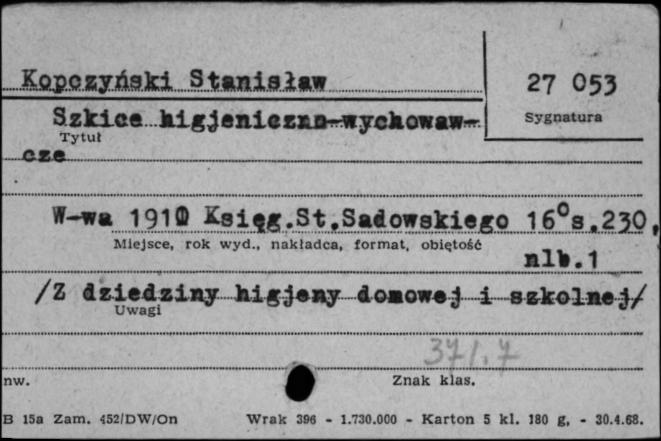 Kopczyński Stanisław
27 053
Sygnatura
Szkice higjeniczno-wychowaw-
Tytuł
cze
W-wa 1910 Księg.St.Sadowskiego 16° s.230,
Miejsce, rok wyd., nakładca, format, objętość
nlb.1
/Z dziedziny higjeny domowej i szkolnej/
Uwagi
371.7
nw.
Znak klas.
B 15a Zam. 452/DW/On Wrak 396 - 1.730.000 - Karton 5 kl. 180 g, - 30.4.68.